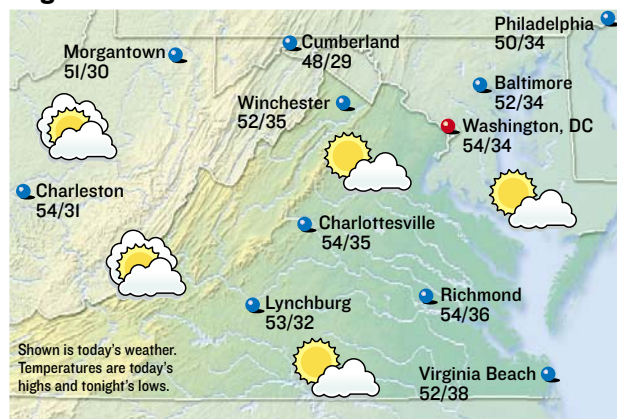 Philadelphia
50/34
Morgantown
51/30
Cumberland
48/29
Baltimore
52/34
Winchester
52/35
Washington, DC
54/34
Charleston
54/31
Charlottesville
54/35
Lynchburg
53/32
Richmond
54/36
Shown is today's weather.
Temperatures are today's
highs and tonight's lows.
Virginia Beach
52/38